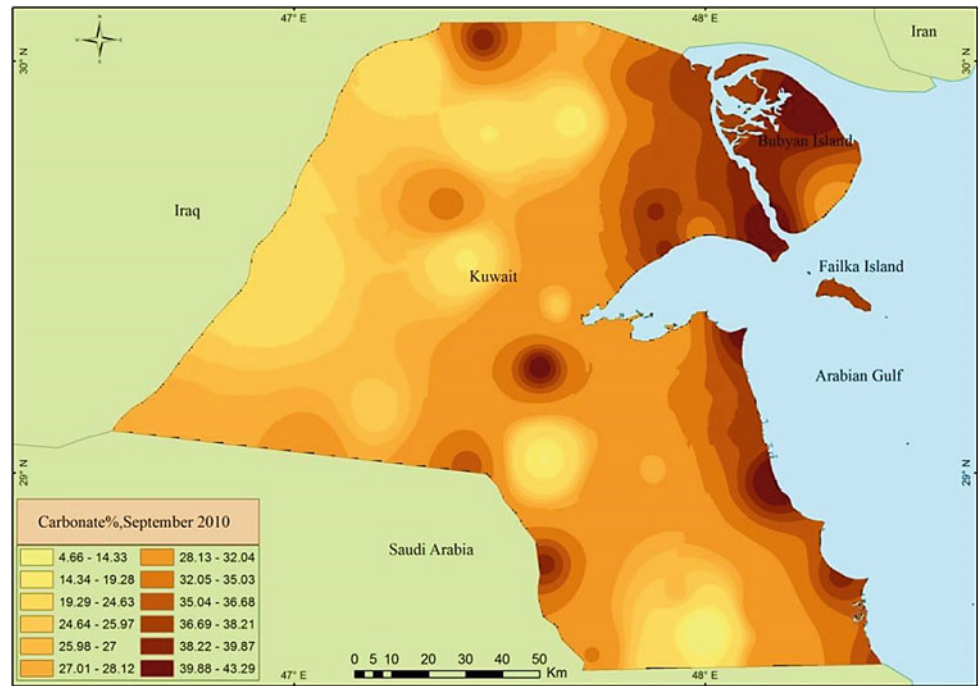 47° E
48° E
Iran
30° N
30° N
Bubyan Island
Iraq
Failka Island
Kuwait
Arabian Gulf
29° N
29° N
Carbonate%,September 2010
4.66 - 14.33
28.13 - 32.04
14.34 - 19.28
32.05 - 35.03
19.29 - 24.63
35.04 - 36.68
24.64 - 25.97
36.69 - 38.21
25.98 - 27
38.22 - 39.87
27.01 - 28.12
39.88 - 43.29
Saudi Arabia
0 5 10 20 30 40 50
Km
47° E
48° E